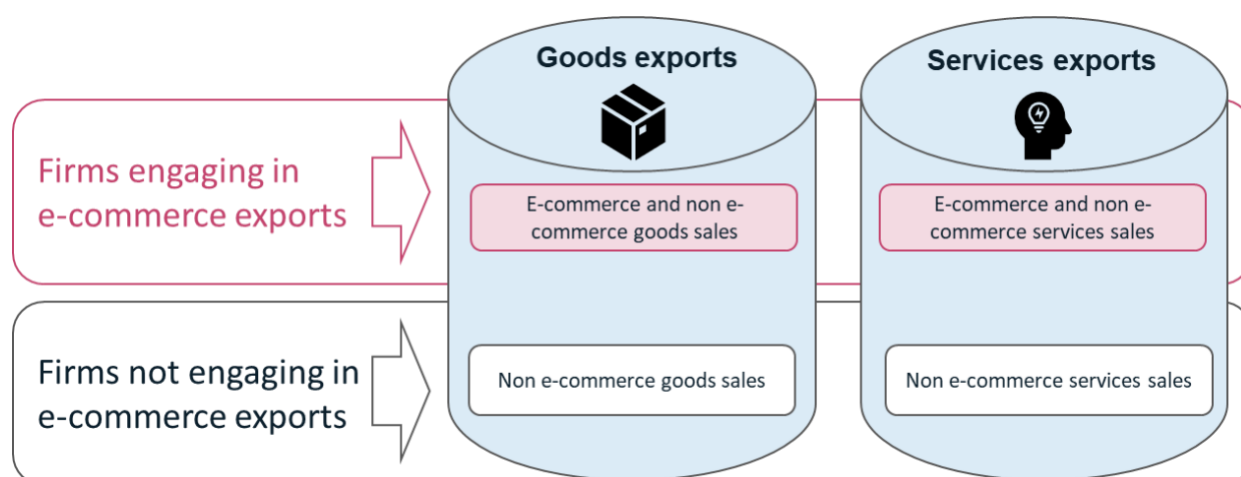 Goods exports
Services exports
Firms engaging in
e-commerce exports
E-commerce and non e-
commerce goods sales
E-commerce and non e-
commerce services sales
Firms not engaging in
e-commerce exports
Non e-commerce goods sales
Non e-commerce services sales